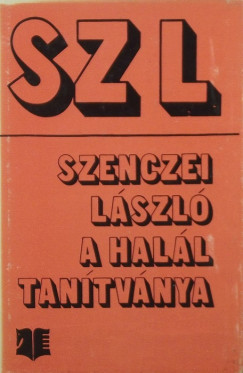 SZ L
SZENCZEI
LÁSZLÓ
A HALÁL
TANÍTVÁNYA